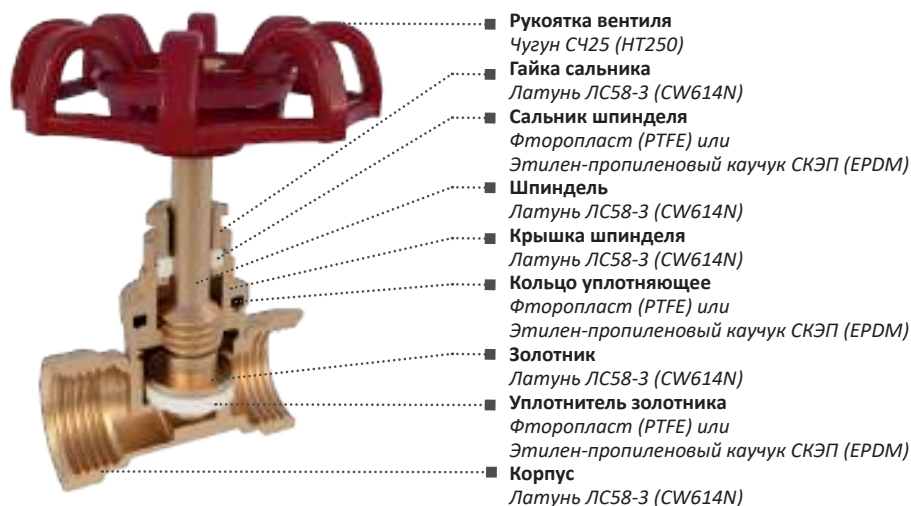 Рукоятка вентиля
Чугун СЧ25 (HT250)
Гайка сальника
Латунь ЛС58-3 (CW614N)
Сальник шпинделя
Фторопласт (PTFE) или
Этилен-пропиленовый каучук СКЭП (EPDM)
Шпиндель
Латунь ЛС58-3 (CW614N)
Крышка шпинделя
Латунь ЛС58-3 (CW614N)
Кольцо уплотняющее
Фторопласт (PTFE) или
Этилен-пропиленовый каучук СКЭП (EPDM)
Золотник
Латунь ЛС58-3 (CW614N)
Уплотнитель золотника
Фторопласт (PTFE) или
Этилен-пропиленовый каучук СКЭП (EPDM)
Корпус
Латунь ЛС58-3 (CW614N)